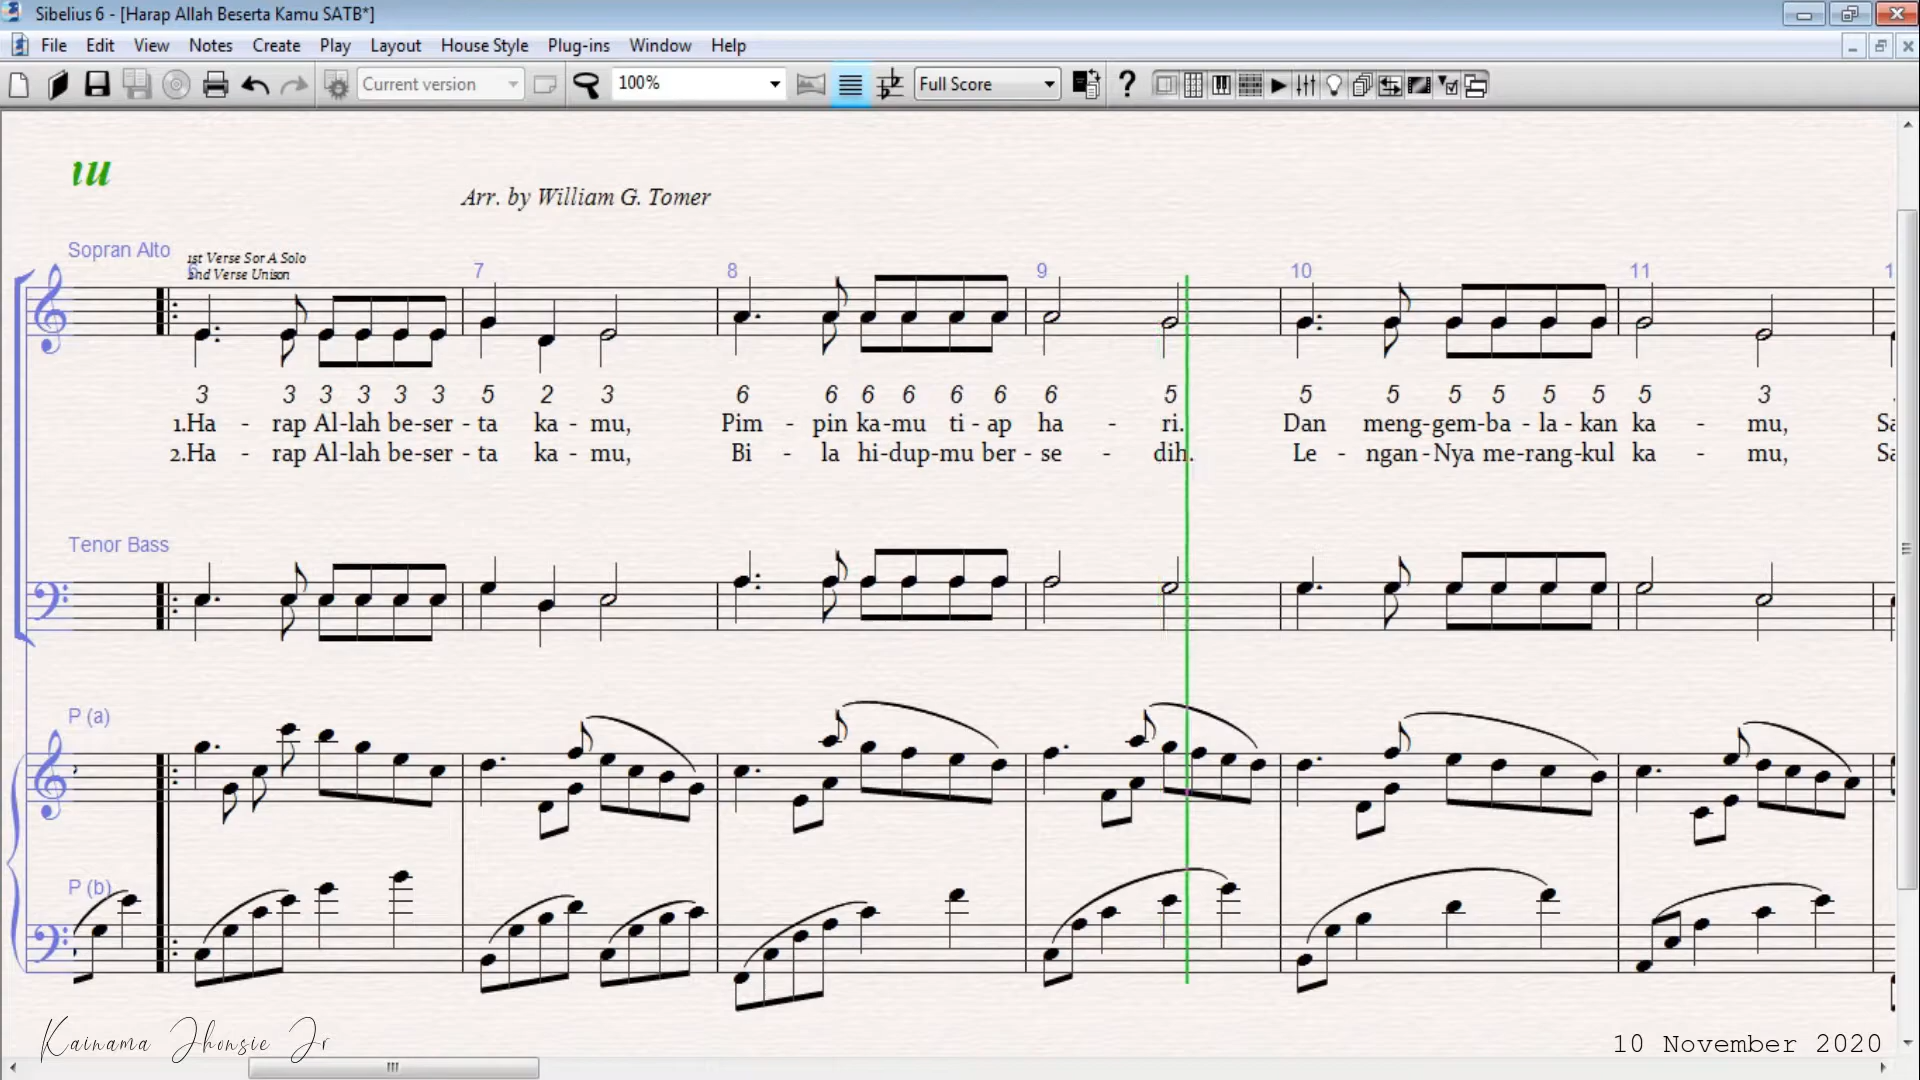 Sibelius 6 - [Harap Allah Beserta Kamu SATB*]
File Edit View Notes Create Play Layout House Style Plug-ins Window Help
Current version 100% Full Score ?
Arr. by William G. Tomer
Sopran Alto
1st Verse Sor A Solo
2nd Verse Unison
6 7 8 9 10 11 1
3 3 3 3 3 3 5 2 3 6 6 6 6 6 6 6 5 5 5 5 5 5 5 5 3
1.Ha - rap Al-lah be-ser - ta ka - mu, Pim - pin ka-mu ti - ap ha - ri. Dan meng-gem-ba - la - kan ka - mu, Sa
2.Ha - rap Al-lah be-ser - ta ka - mu, Bi - la hi-dup-mu ber - se - dih. Le - ngan-Nya me-rang-kul ka - mu, Sa
Tenor Bass
P (a)
P (b)
Kainama Jhonsie Jr
10 November 2020